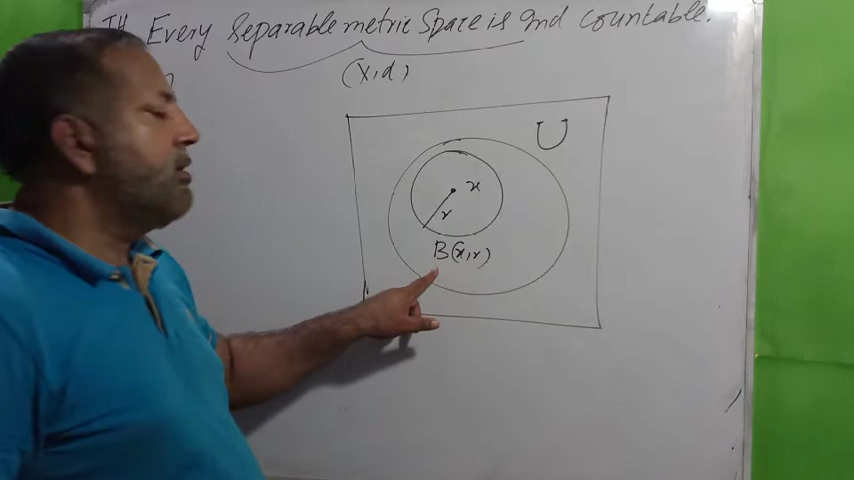 TH Every separable metric space is 2nd countable.
(X,d)
U
x
r
B(x,r)